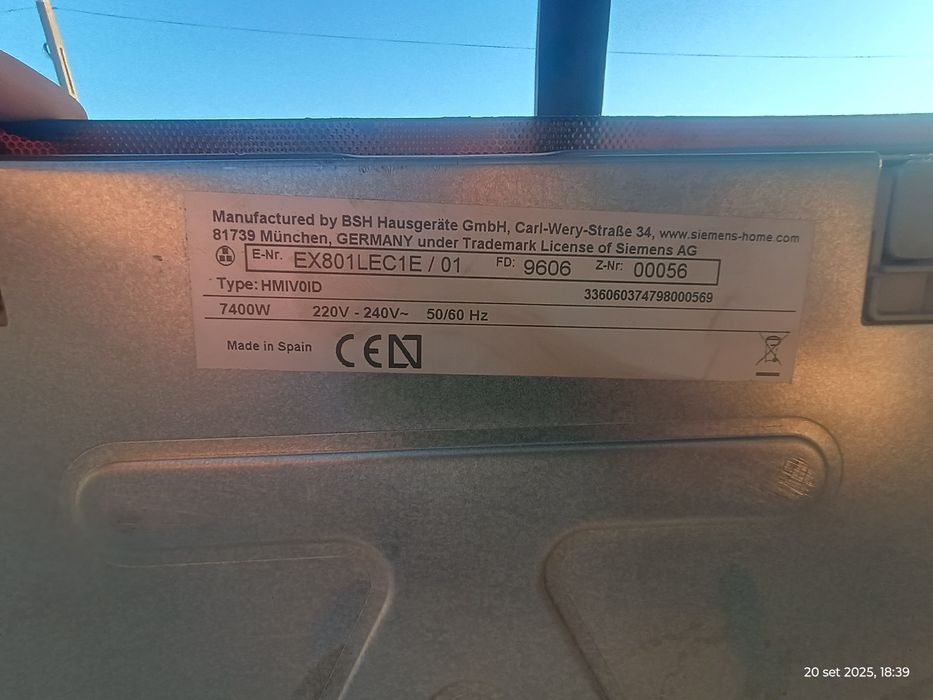 Manufactured by BSH Hausgeräte GmbH, Carl-Wery-Straße 34, www.siemens-home.com
81739 München, GERMANY under Trademark License of Siemens AG
E-Nr. EX801LEC1E / 01 FD: 9606 Z-Nr: 00056
Type: HMIV0ID 336060374798000569
7400W 220V - 240V~ 50/60 Hz
Made in Spain CE N
20 set 2025, 18:39